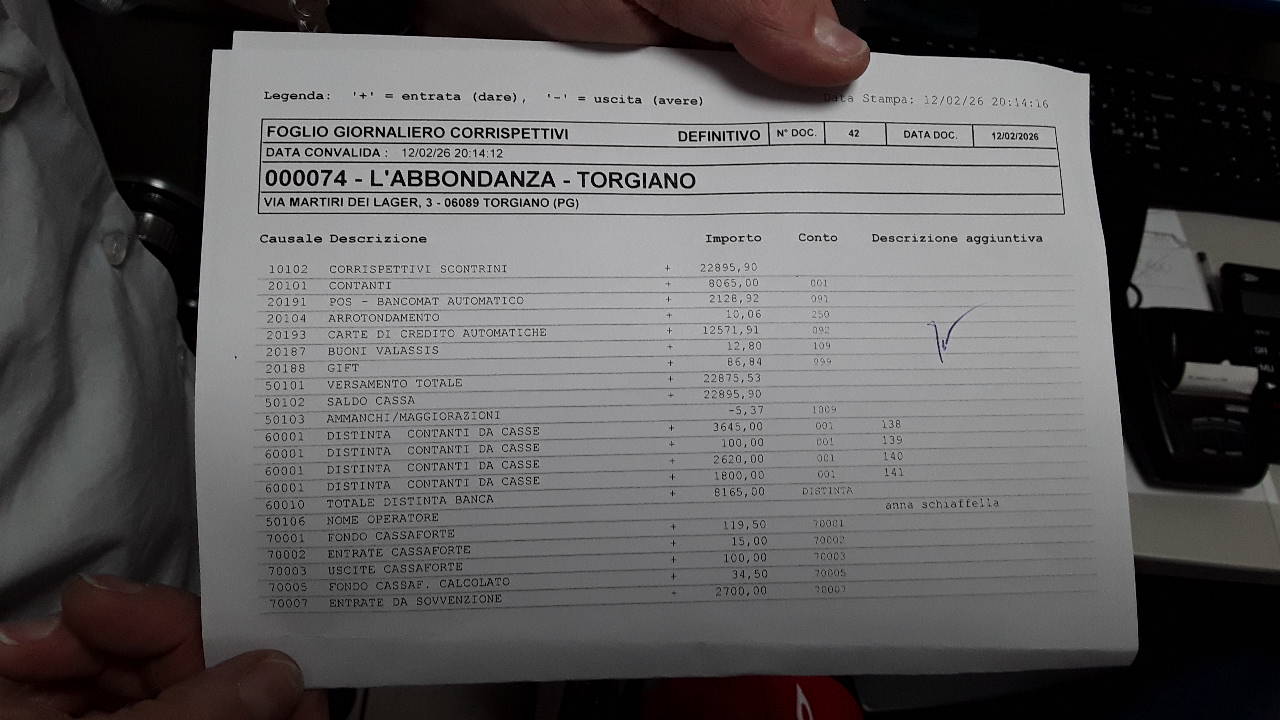 Legenda: '+' = entrata (dare), '-' = uscita (avere) Data Stampa: 12/02/26 20:14:16
FOGLIO GIORNALIERO CORRISPETTIVI DEFINITIVO N° DOC. 42 DATA DOC. 12/02/2026
DATA CONVALIDA : 12/02/26 20:14:12
000074 - L'ABBONDANZA - TORGIANO
VIA MARTIRI DEI LAGER, 3 - 06089 TORGIANO (PG)
Causale Descrizione Importo Conto Descrizione aggiuntiva
10102 CORRISPETTIVI SCONTRINI + 22895,90
20101 CONTANTI + 8065,00 001
20191 POS - BANCOMAT AUTOMATICO + 2128,92 091
20104 ARROTONDAMENTO + 10,06 250
20193 CARTE DI CREDITO AUTOMATICHE + 12571,91 092
20187 BUONI VALASSIS + 12,80 109
20188 GIFT + 86,84 999
50101 VERSAMENTO TOTALE + 22875,53
50102 SALDO CASSA + 22895,90
50103 AMMANCHI/MAGGIORAZIONI -5,37 1009
60001 DISTINTA CONTANTI DA CASSE + 3645,00 001 138
60001 DISTINTA CONTANTI DA CASSE + 100,00 001 139
60001 DISTINTA CONTANTI DA CASSE + 2620,00 001 140
60001 DISTINTA CONTANTI DA CASSE + 1800,00 001 141
60010 TOTALE DISTINTA BANCA + 8165,00 DISTINTA
50106 NOME OPERATORE anna schiaffella
70001 FONDO CASSAFORTE + 119,50 70001
70002 ENTRATE CASSAFORTE + 15,00 70002
70003 USCITE CASSAFORTE + 100,00 70003
70005 FONDO CASSAF. CALCOLATO + 34,50 70005
70007 ENTRATE DA SOVVENZIONE + 2700,00 70007